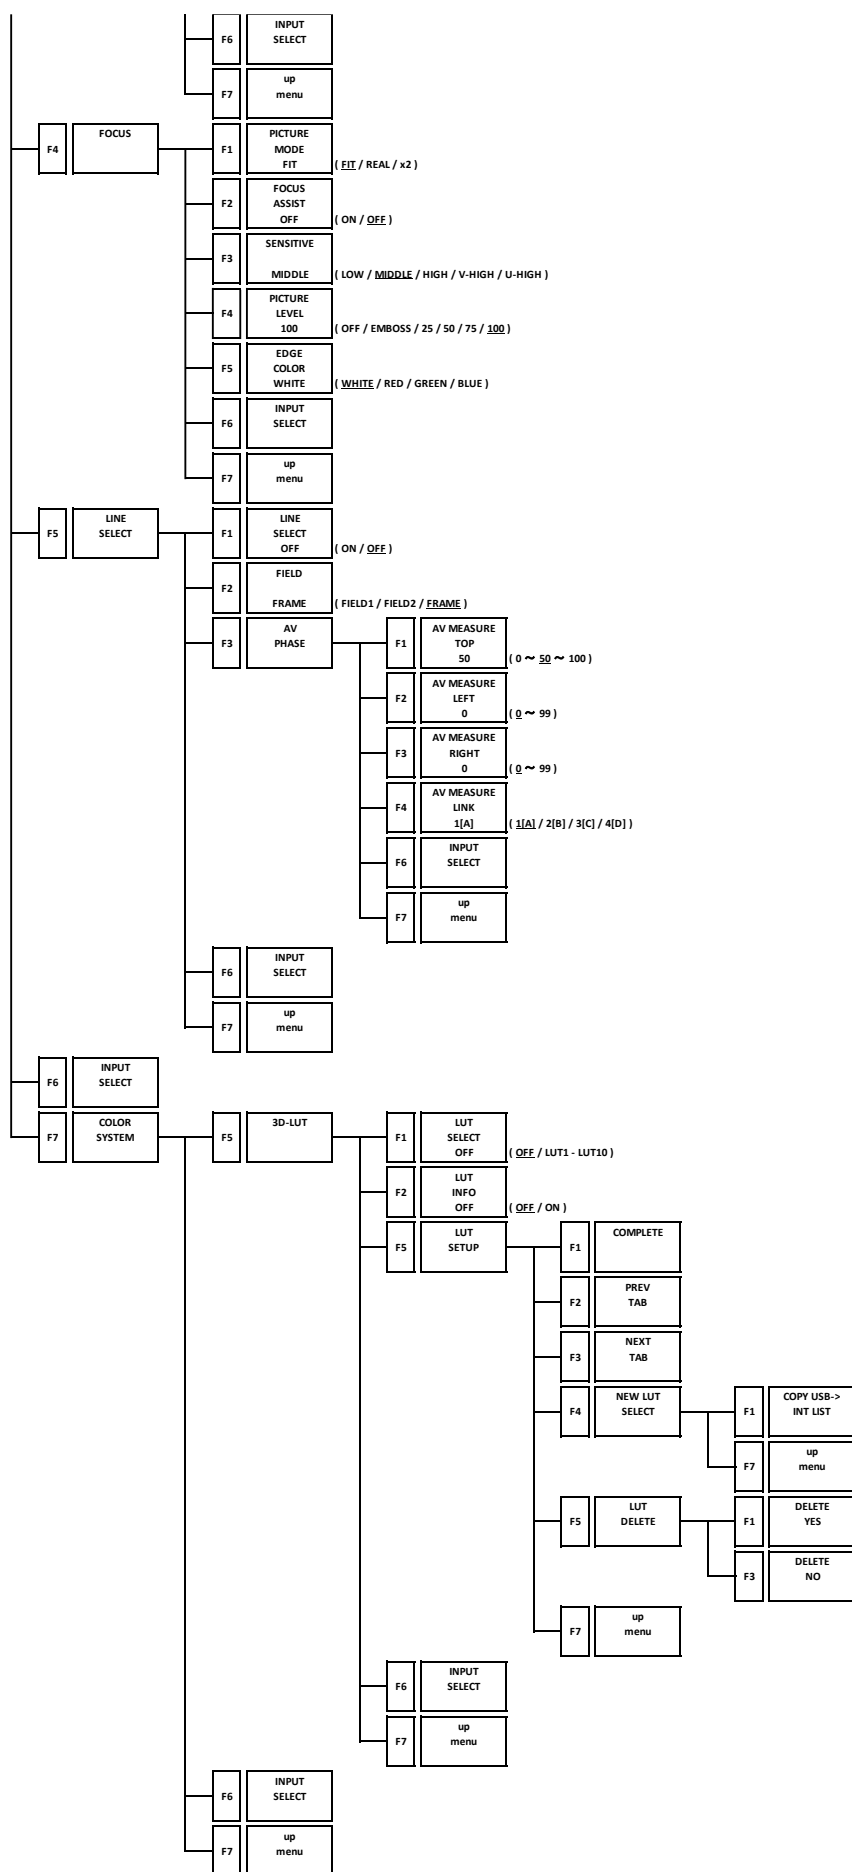 F6
INPUT
SELECT
F7
up
menu
F4
FOCUS
F1
PICTURE
MODE
FIT
( FIT / REAL / x2 )
F2
FOCUS
ASSIST
OFF
( ON / OFF )
F3
SENSITIVE
MIDDLE
( LOW / MIDDLE / HIGH / V-HIGH / U-HIGH )
F4
PICTURE
LEVEL
100
( OFF / EMBOSS / 25 / 50 / 75 / 100 )
F5
EDGE
COLOR
WHITE
( WHITE / RED / GREEN / BLUE )
F6
INPUT
SELECT
F7
up
menu
F5
LINE
SELECT
F1
LINE
SELECT
OFF
( ON / OFF )
F2
FIELD
FRAME
( FIELD1 / FIELD2 / FRAME )
F3
AV
PHASE
F1
AV MEASURE
TOP
50
( 0 ~ 50 ~ 100 )
F2
AV MEASURE
LEFT
0
( 0 ~ 99 )
F3
AV MEASURE
RIGHT
0
( 0 ~ 99 )
F4
AV MEASURE
LINK
1[A]
( 1[A] / 2[B] / 3[C] / 4[D] )
F6
INPUT
SELECT
F7
up
menu
F6
INPUT
SELECT
F7
up
menu
F6
INPUT
SELECT
F7
COLOR
SYSTEM
F5
3D-LUT
F1
LUT
SELECT
OFF
( OFF / LUT1 - LUT10 )
F2
LUT
INFO
OFF
( OFF / ON )
F5
LUT
SETUP
F1
COMPLETE
F2
PREV
TAB
F3
NEXT
TAB
F4
NEW LUT
SELECT
F1
COPY USB->
INT LIST
F7
up
menu
F5
LUT
DELETE
F1
DELETE
YES
F3
DELETE
NO
F7
up
menu
F6
INPUT
SELECT
F7
up
menu
F6
INPUT
SELECT
F7
up
menu